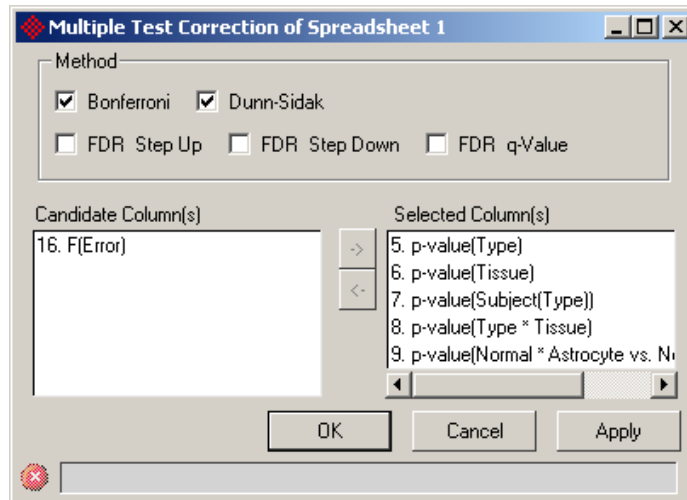 Multiple Test Correction of Spreadsheet 1
Method
Bonferroni Dunn-Sidak
FDR Step Up FDR Step Down FDR q-Value
Candidate Column(s) Selected Column(s)
16. F(Error)
->
<-
5. p-value(Type)
6. p-value(Tissue)
7. p-value(Subject(Type))
8. p-value(Type * Tissue)
9. p-value(Normal * Astrocyte vs.
OK Cancel Apply